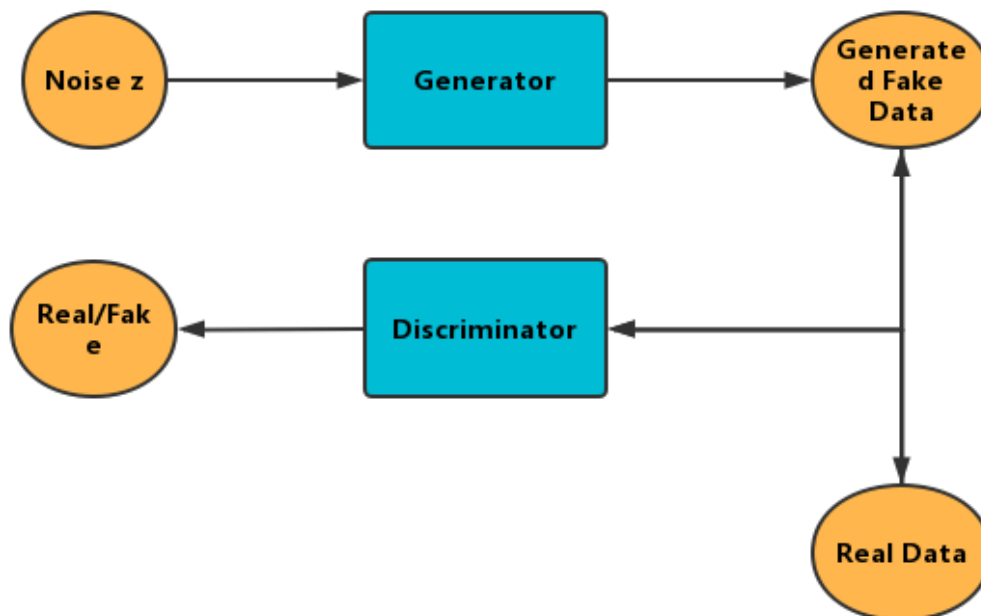 Noise z
Generator
Generate
d Fake
Data
Real/Fak
e
Discriminator
Real Data